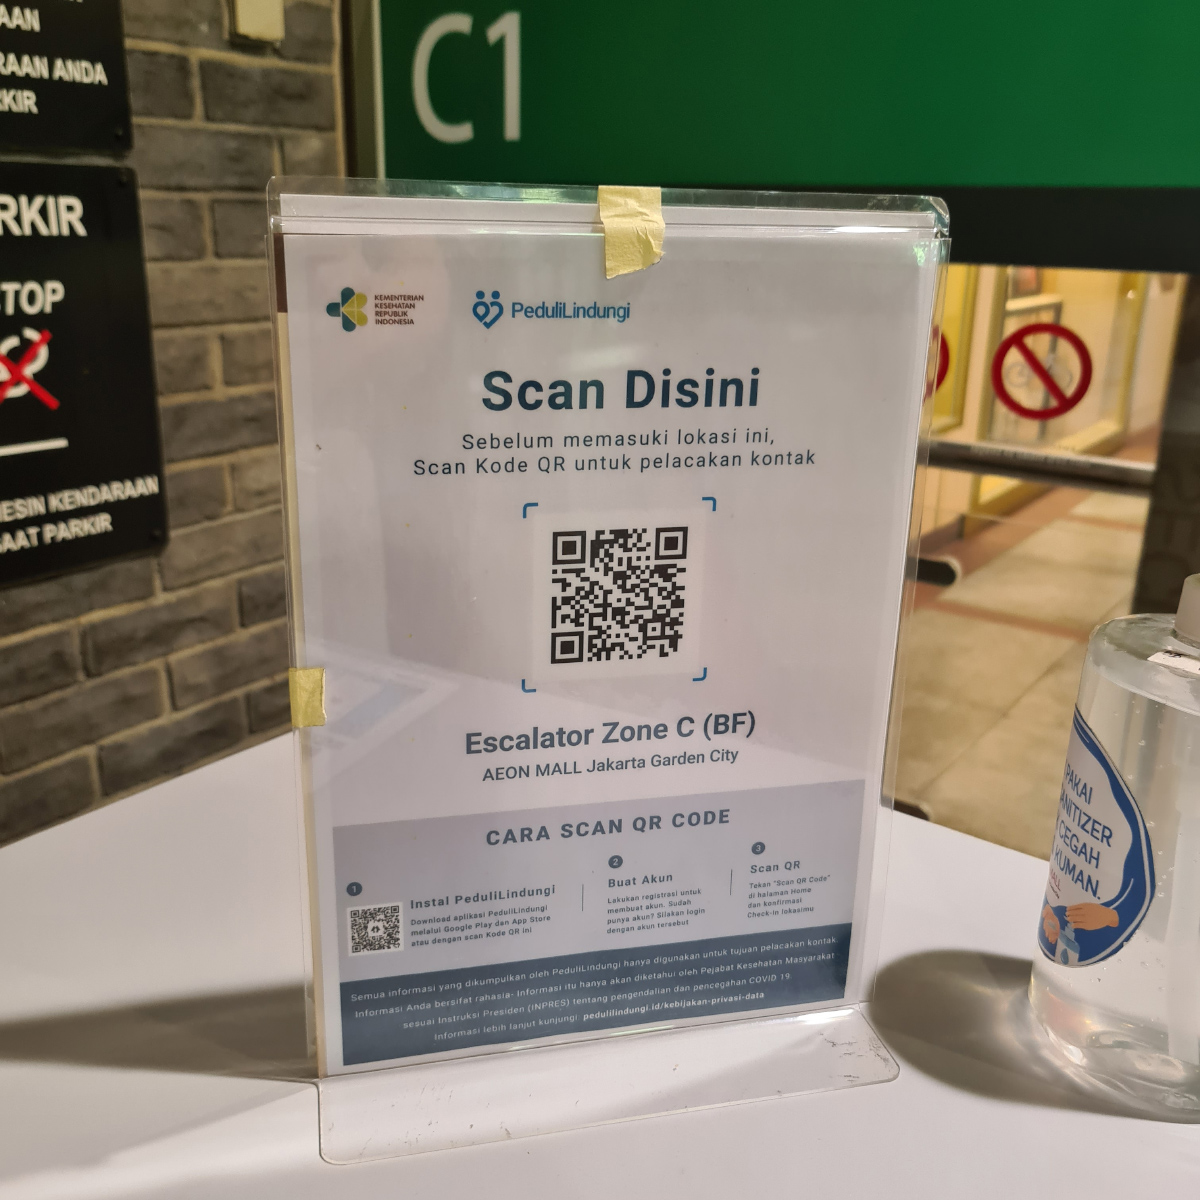 C1
AAN
RAAN ANDA
KIR
RKIR
STOP
ESIN KENDARAAN
SAAT PARKIR
KEMENTERIAN
KESEHATAN
REPUBLIK
INDONESIA
PeduliLindungi
Scan Disini
Sebelum memasuki lokasi ini,
Scan Kode QR untuk pelacakan kontak
Escalator Zone C (BF)
AEON MALL Jakarta Garden City
CARA SCAN QR CODE
1
Instal PeduliLindungi
Download aplikasi PeduliLindungi
melalui Google Play dan App Store
atau dengan scan Kode QR ini
2
Buat Akun
Lakukan registrasi untuk
membuat akun. Sudah
punya akun? Silakan login
dengan akun tersebut
3
Scan QR
Tekan "Scan QR Code"
di halaman Home
dan konfirmasi
Check-in lokasimu
Semua informasi yang dikumpulkan oleh PeduliLindungi hanya digunakan untuk tujuan pelacakan kontak.
Informasi Anda bersifat rahasia- Informasi itu hanya akan diketahui oleh Pejabat Kesehatan Masyarakat
sesuai Instruksi Presiden (INPRES) tentang pengendalian dan pencegahan COVID 19.
Informasi lebih lanjut kunjungi: pedulilindungi.id/kebijakan-privasi-data
PAKAI
ANITIZER
CEGAH
KUMAN.